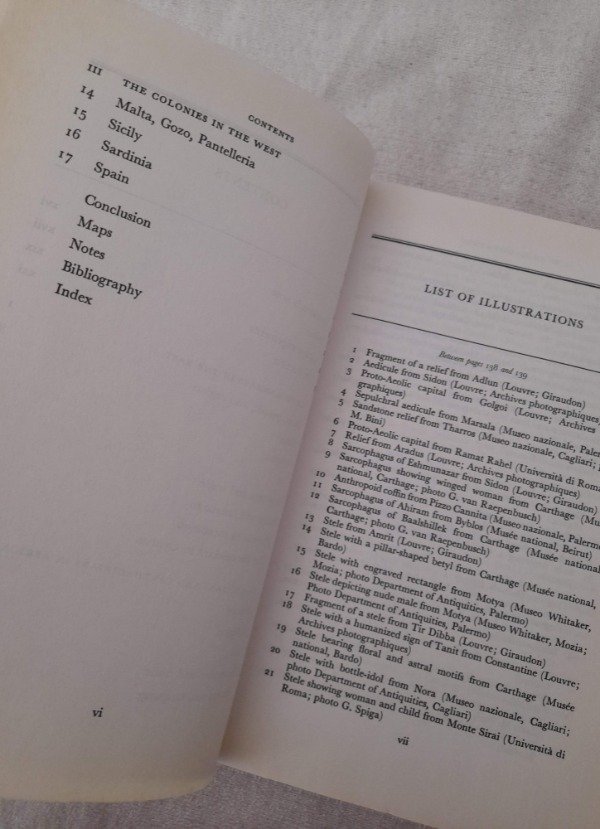 CONTENTS
III THE COLONIES IN THE WEST
14 Malta, Gozo, Pantelleria
15 Sicily
16 Sardinia
17 Spain
Conclusion
Maps
Notes
Bibliography
Index
vi
LIST OF ILLUSTRATIONS
Between pages 138 and 139
1 Fragment of a relief from Adlun (Louvre; Giraudon)
2 Aedicule from Sidon (Louvre; Archives photographiques)
3 Proto-Aeolic capital from Golgoi (Louvre; Archives
graphiques)
4 Sepulchral aedicule from Marsala (Museo nazionale, Paler
5 Sandstone relief from Tharros (Museo nazionale, Cagliari;
M. Bini)
6 Proto-Aeolic capital from Ramat Rahel (Università di Roma
7 Relief from Aradus (Louvre; Archives photographiques)
8 Sarcophagus of Eshmunazar from Sidon (Louvre; Giraudon)
9 Sarcophagus showing winged woman from Carthage (Mus
national, Carthage; photo G. van Raepenbusch)
10 Anthropoid coffin from Pizzo Cannita (Museo nazionale, Palermo
11 Sarcophagus of Ahiram from Byblos (Musée national, Beirut)
12 Sarcophagus of Baalshillek from Carthage (Musée national,
Carthage; photo G. van Raepenbusch)
13 Stele from Amrit (Louvre; Giraudon)
14 Stele with a pillar-shaped betyl from Carthage (Musée national,
Bardo)
15 Stele with engraved rectangle from Motya (Museo Whitaker,
Mozia; photo Department of Antiquities, Palermo)
16 Stele depicting nude male from Motya (Museo Whitaker, Mozia;
Photo Department of Antiquities, Palermo)
17 Fragment of a stele from Tir Dibba (Louvre; Giraudon)
18 Stele with a humanized sign of Tanit from Constantine (Louvre;
Archives photographiques)
19 Stele bearing floral and astral motifs from Carthage (Musée
national, Bardo)
20 Stele with bottle-idol from Nora (Museo nazionale, Cagliari;
photo Department of Antiquities, Cagliari)
21 Stele showing woman and child from Monte Sirai (Università di
Roma; photo G. Spiga)
vii